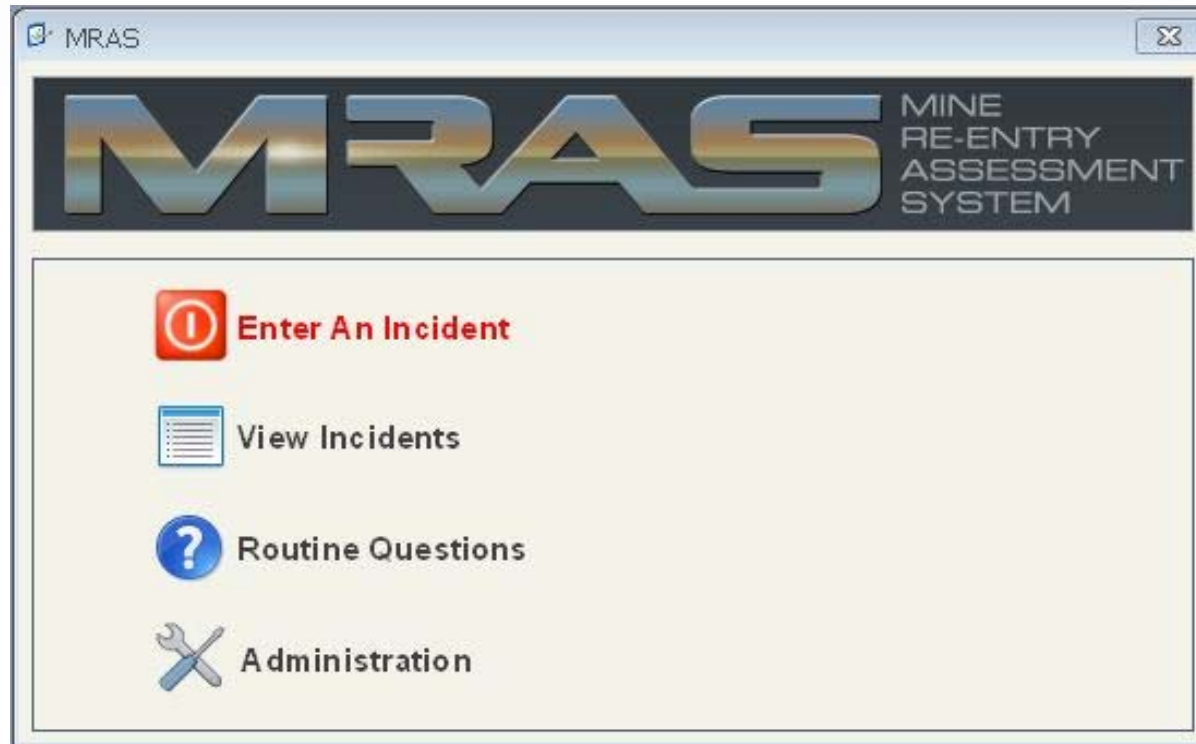 MRAS
MRAS
MINE
RE-ENTRY
ASSESSMENT
SYSTEM
Enter An Incident
View Incidents
Routine Questions
Administration